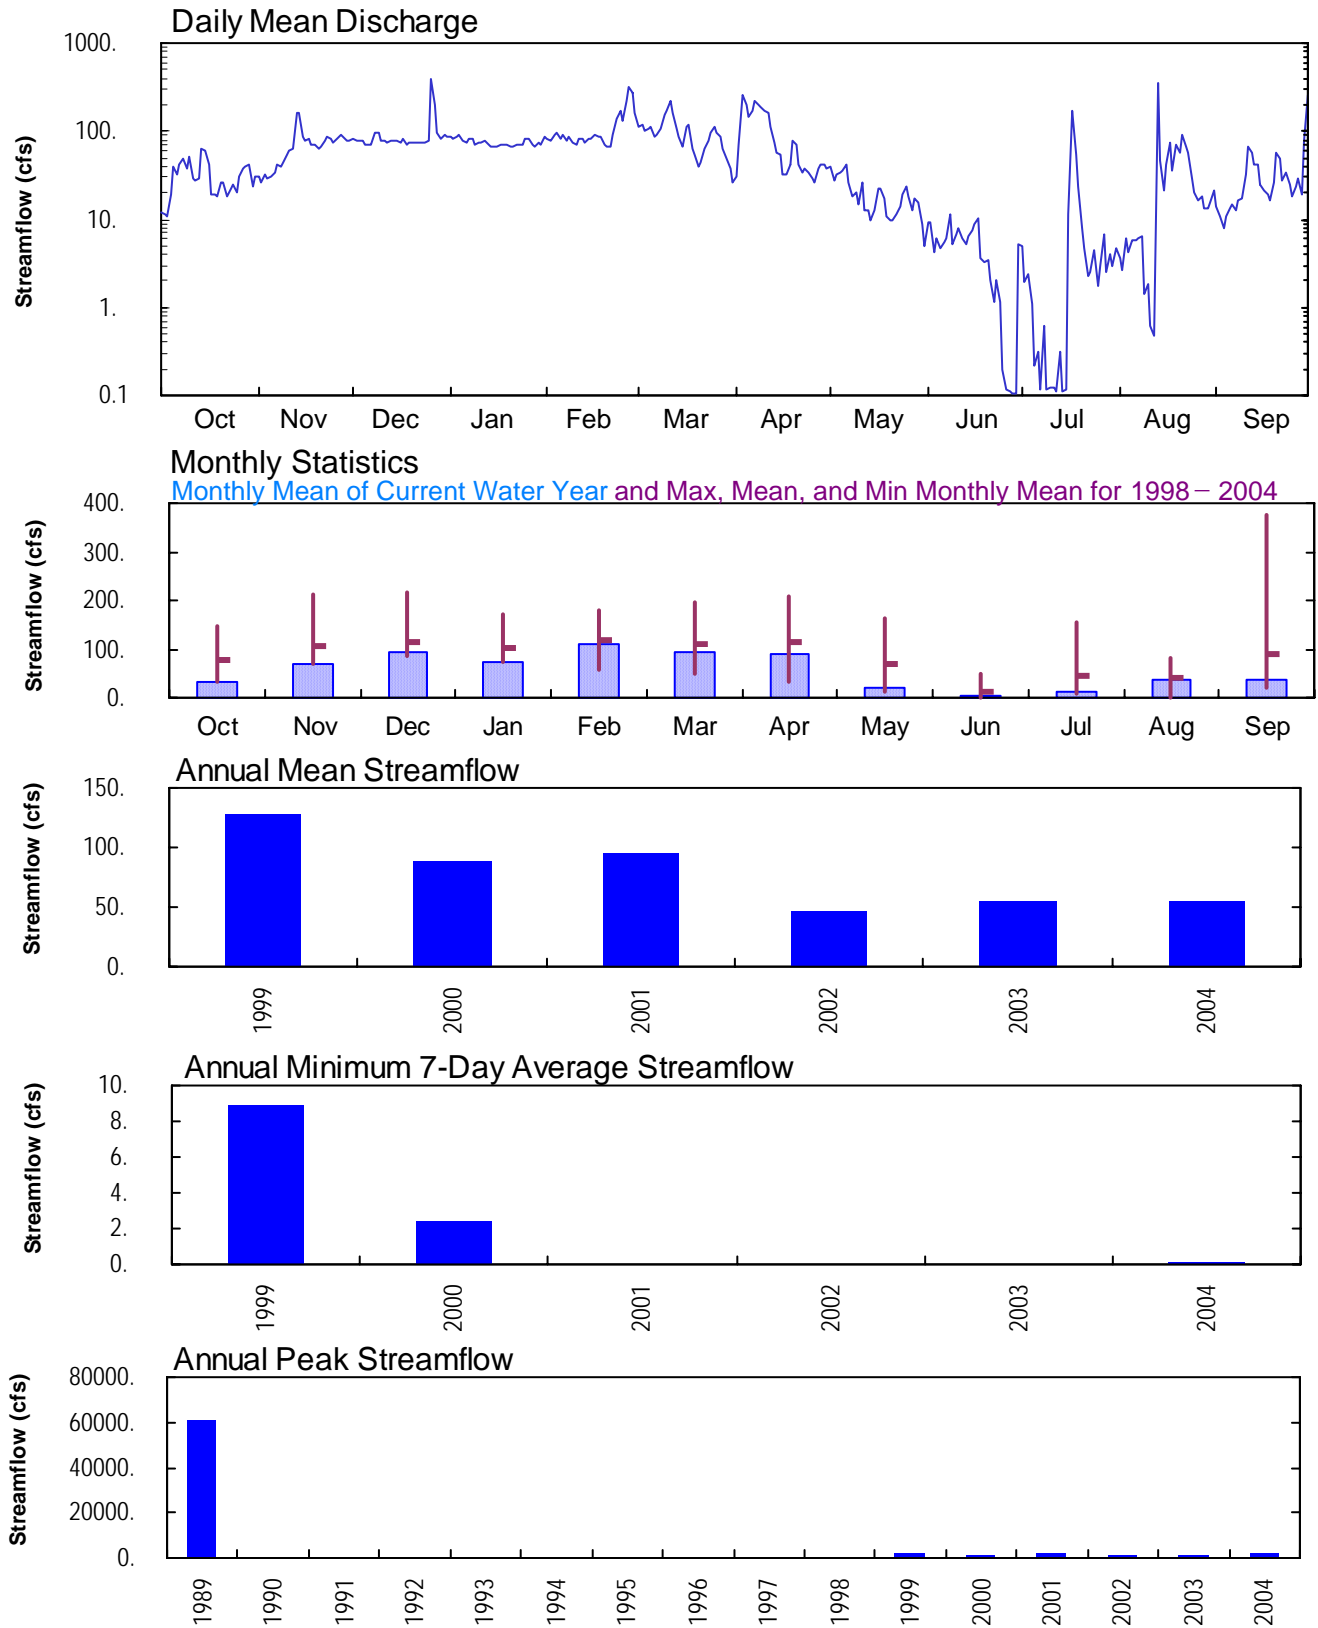 Daily Mean Discharge
Streamflow (cfs)
1000.
100.
10.
1.
0.1
Oct Nov Dec Jan Feb Mar Apr May Jun Jul Aug Sep
Monthly Statistics
Monthly Mean of Current Water Year and Max, Mean, and Min Monthly Mean for 1998 – 2004
Streamflow (cfs)
400.
300.
200.
100.
0.
Oct Nov Dec Jan Feb Mar Apr May Jun Jul Aug Sep
Annual Mean Streamflow
Streamflow (cfs)
150.
100.
50.
0.
1999 2000 2001 2002 2003 2004
Annual Minimum 7-Day Average Streamflow
Streamflow (cfs)
10.
8.
6.
4.
2.
0.
1999 2000 2001 2002 2003 2004
Annual Peak Streamflow
Streamflow (cfs)
80000.
60000.
40000.
20000.
0.
1989 1990 1991 1992 1993 1994 1995 1996 1997 1998 1999 2000 2001 2002 2003 2004